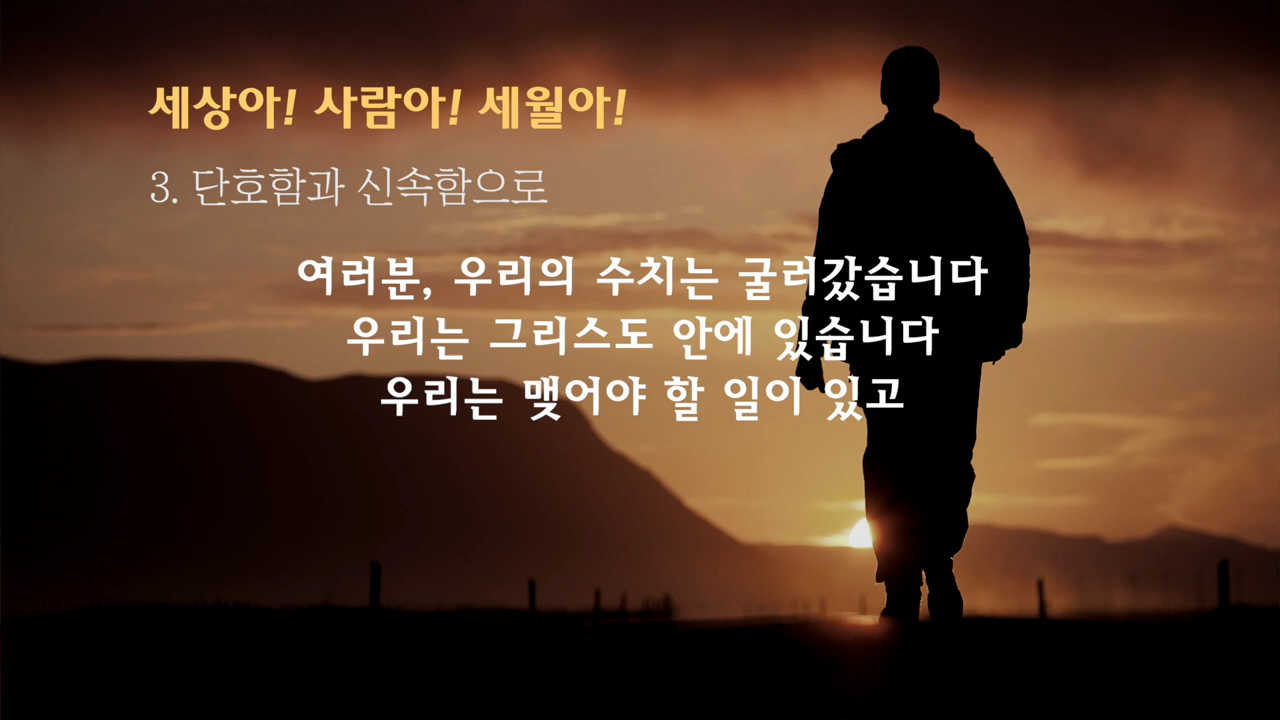 세상아! 사람아! 세월아!
3. 단호함과 신속함으로
여러분, 우리의 수치는 굴러갔습니다
우리는 그리스도 안에 있습니다
우리는 맺어야 할 일이 있고